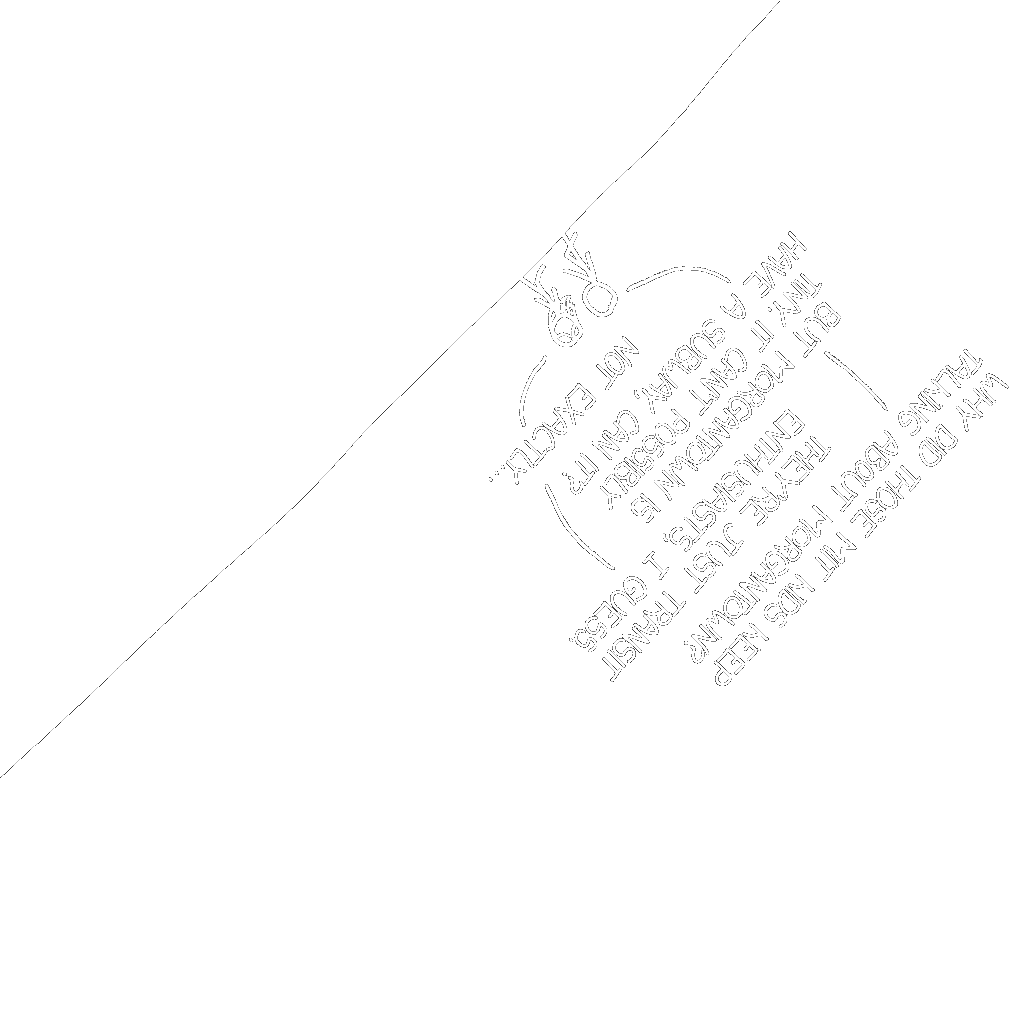 WHY DID THOSE MIT KIDS KEEP
TALKING ABOUT MORGANTOWN?
THEY'RE JUST TRANSIT
ENTHUSIASTS, I GUESS.
BUT MORGANTOWN IS
TINY. IT CAN'T POSSIBLY
HAVE A SUBWAY, CAN IT?
NOT EXACTLY...